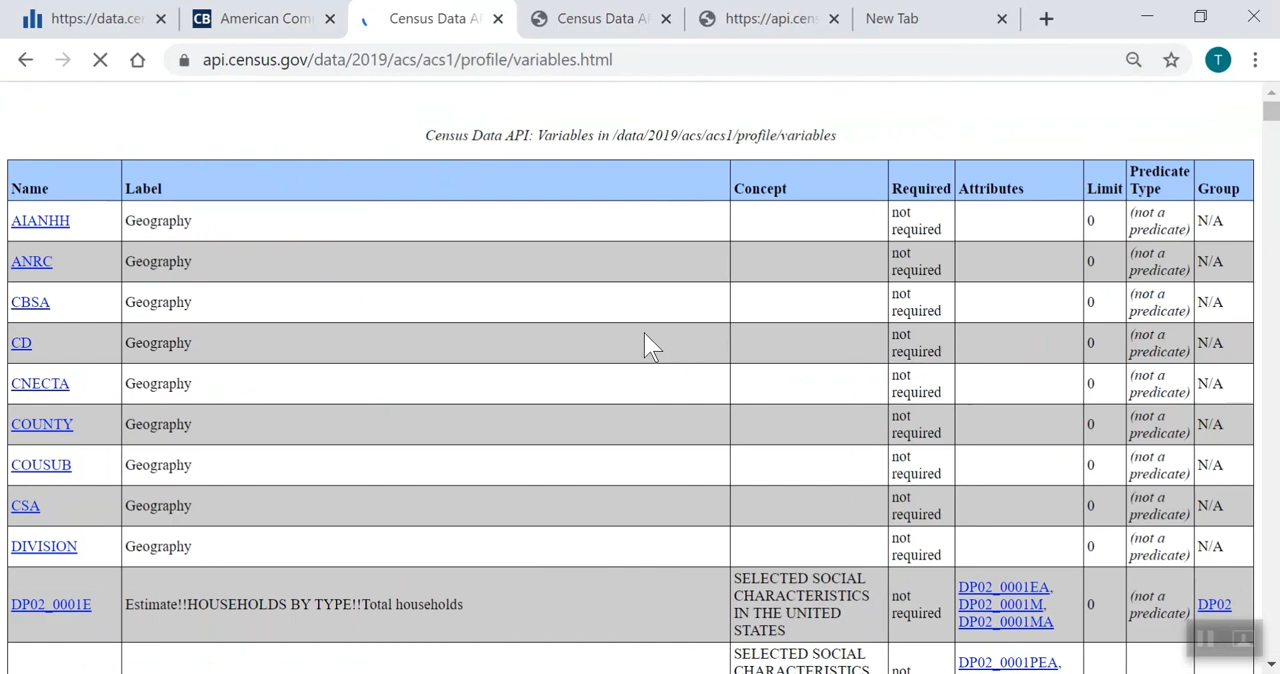 https://data.cer
CB American Com
Census Data AP
Census Data AP
https://api.cens
New Tab
api.census.gov/data/2019/acs/acs1/profile/variables.html
T
Census Data API: Variables in /data/2019/acs/acs1/profile/variables
Name Label Concept Required Attributes Limit Predicate Type Group
AIANHH Geography not required 0 (not a predicate) N/A
ANRC Geography not required 0 (not a predicate) N/A
CBSA Geography not required 0 (not a predicate) N/A
CD Geography not required 0 (not a predicate) N/A
CNECTA Geography not required 0 (not a predicate) N/A
COUNTY Geography not required 0 (not a predicate) N/A
COUSUB Geography not required 0 (not a predicate) N/A
CSA Geography not required 0 (not a predicate) N/A
DIVISION Geography not required 0 (not a predicate) N/A
DP02_0001E Estimate!!HOUSEHOLDS BY TYPE!!Total households SELECTED SOCIAL CHARACTERISTICS IN THE UNITED STATES not required DP02_0001EA, DP02_0001M, DP02_0001MA 0 (not a predicate) DP02
SELECTED SOCIAL CHARACTERISTICS not DP02_0001PEA,